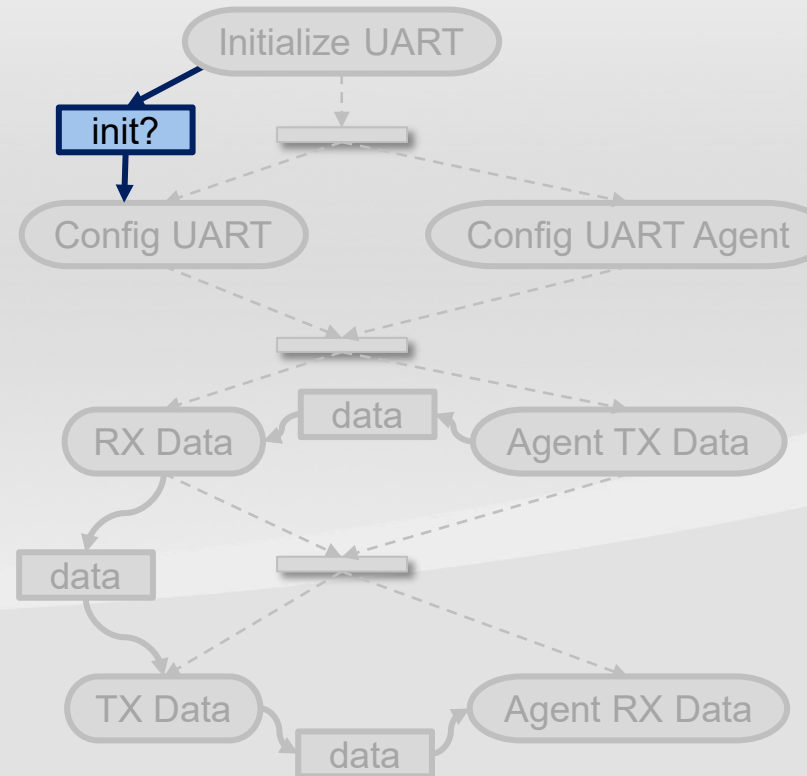 Initialize UART
init?
Config UART
Config UART Agent
data
RX Data
Agent TX Data
data
TX Data
Agent RX Data
data